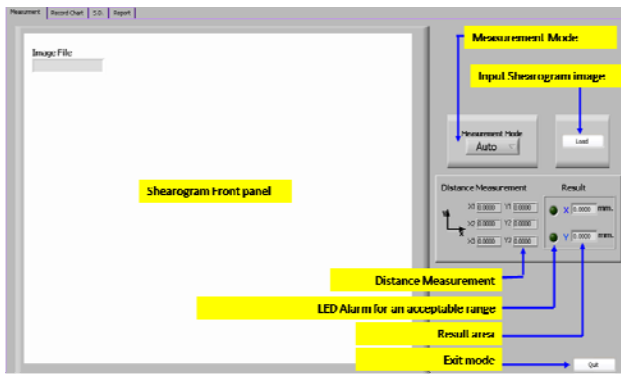 Measurment Record Chart S.D. Report
Measurement Mode
Image File
Input Shearogram image
Measurement Mode
Auto
Load
Shearogram Front panel
Distance Measurement Result
Y X1 0.0000 Y1 0.0000 X 0.0000 mm.
X2 0.0000 Y2 0.0000
X X3 0.0000 Y2 0.0000 Y 0.0000 mm.
Distance Measurement
LED Alarm for an acceptable range
Result area
Exit mode
Quit